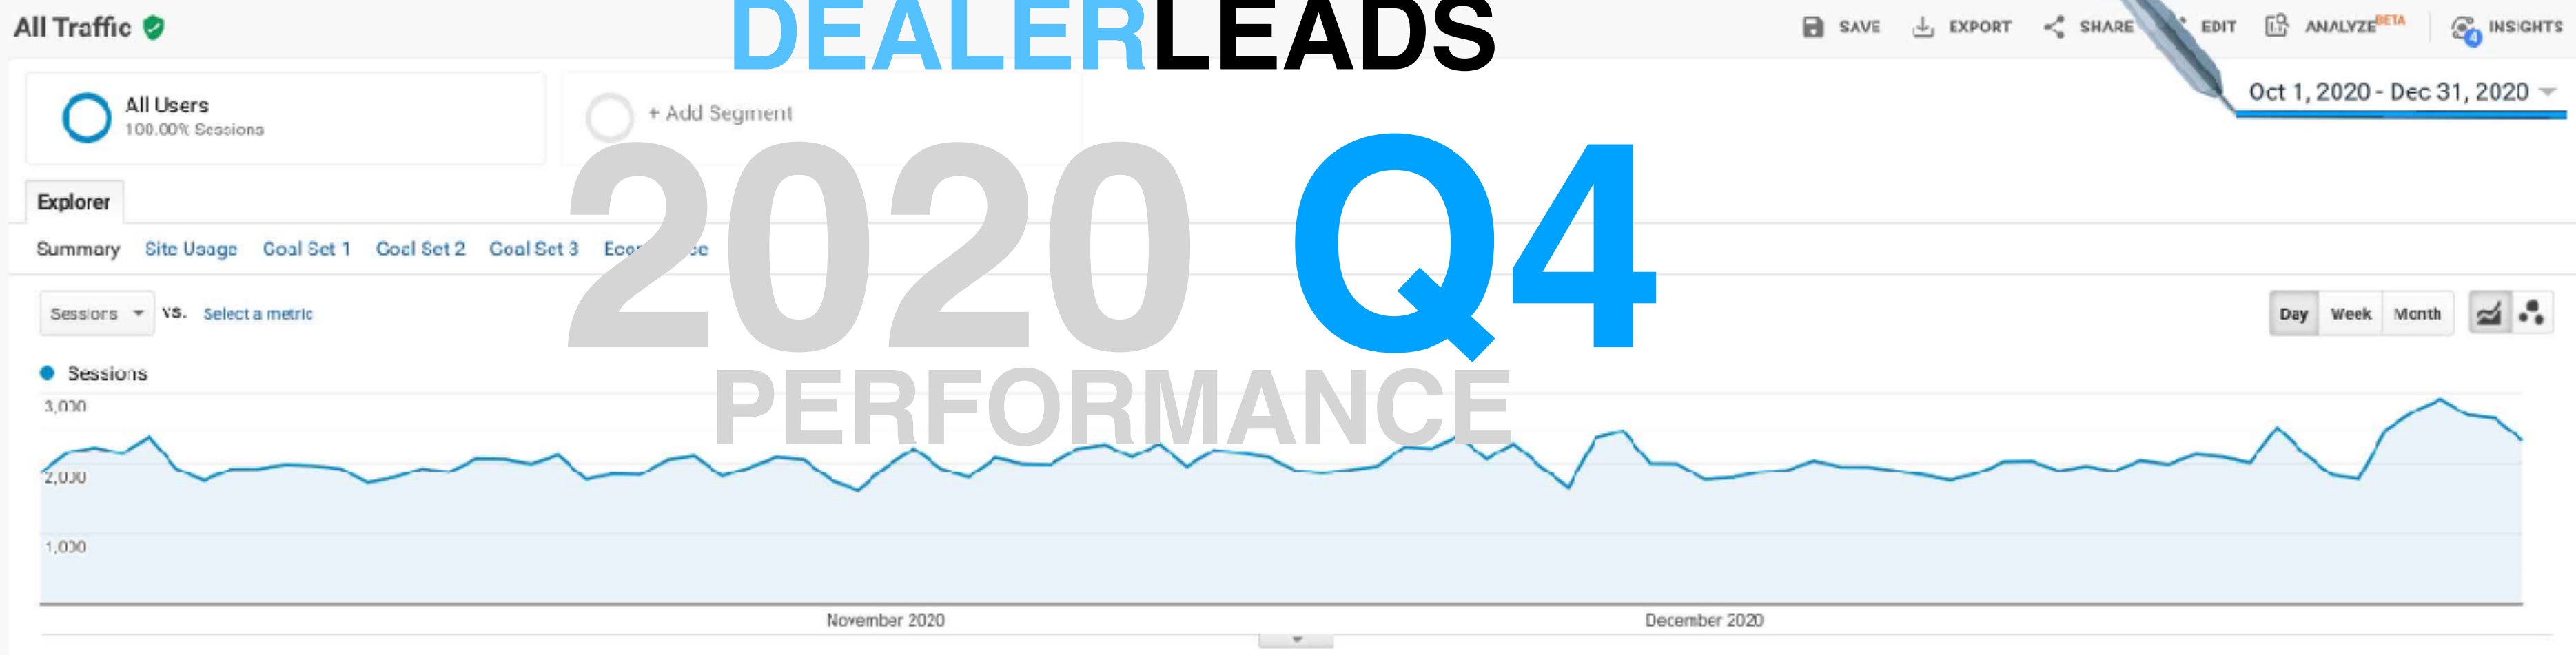 DEALERLEADS
All Traffic
SAVE EXPORT SHARE EDIT ANALYZE BETA 4 INSIGHTS
All Users
100.00% Sessions
+ Add Segment
Oct 1, 2020 - Dec 31, 2020
2020 Q4
Explorer
Summary Site Usage Goal Set 1 Goal Set 2 Goal Set 3
Sessions VS. Select a metric
Day Week Month
PERFORMANCE
Sessions
3,000
2,000
1,000
November 2020 December 2020